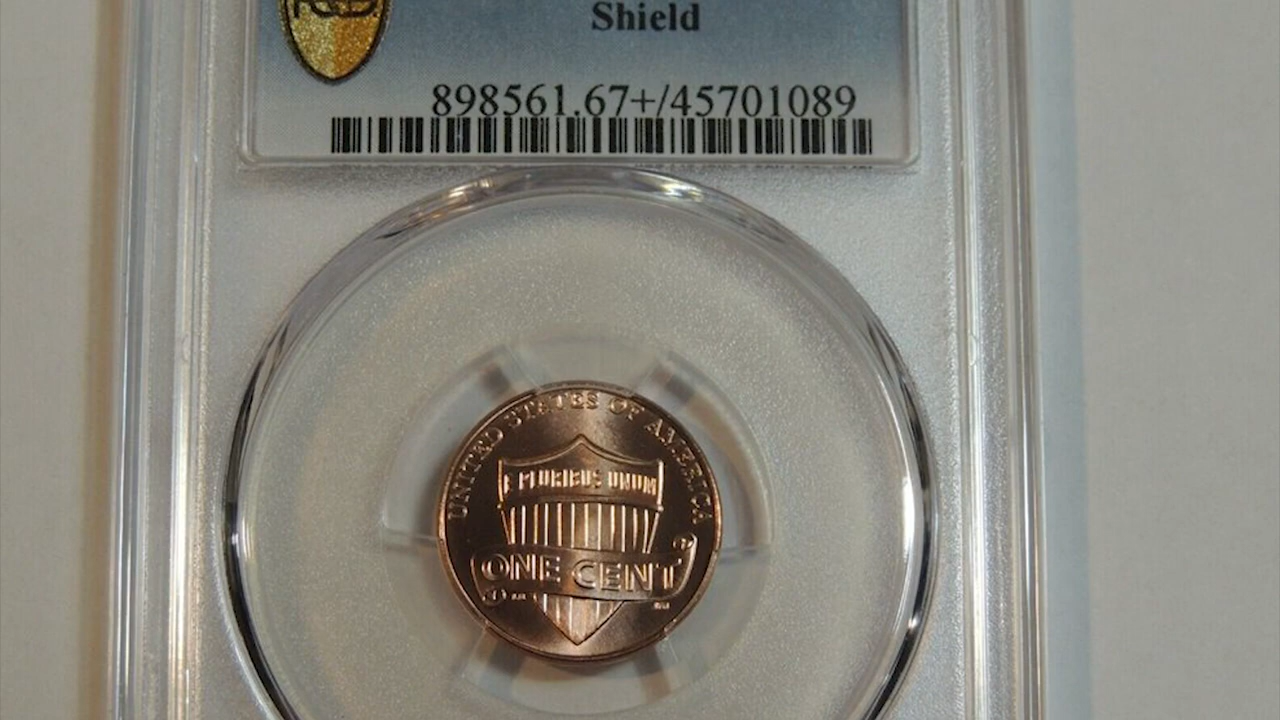 Shield
898561.67+/45701089
UNITED STATES OF AMERICA
E PLURIBUS UNUM
ONE CENT